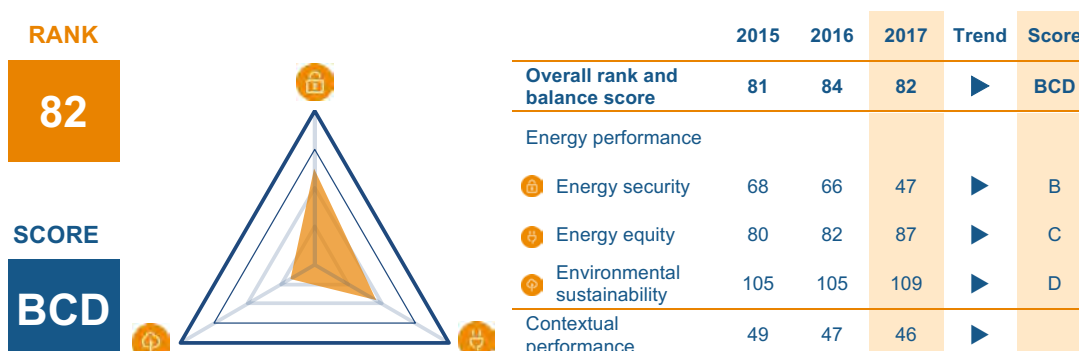 RANK
82
SCORE
BCD
2015 2016 2017 Trend Score
Overall rank and
balance score 81 84 82 BCD
Energy performance
Energy security 68 66 47 B
Energy equity 80 82 87 C
Environmental
sustainability 105 105 109 D
Contextual
performance 49 47 46